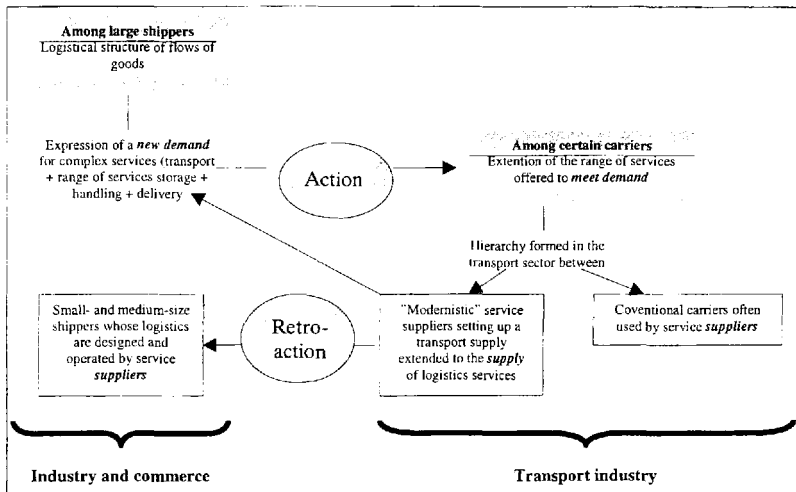 Among large shippers
Logistical structure of flows of
goods
Expression of a new demand
for complex services (transport
+ range of services storage +
handling + delivery
Action
Among certain carriers
Extention of the range of services
offered to meet demand
Hierarchy formed in the
transport sector between
Small- and medium-size
shippers whose logistics
are designed and
operated by service
suppliers
Retro-
action
"Modernistic" service
suppliers setting up a
transport supply
extended to the supply
of logistics services
Coventional carriers often
used by service suppliers
Industry and commerce
Transport industry